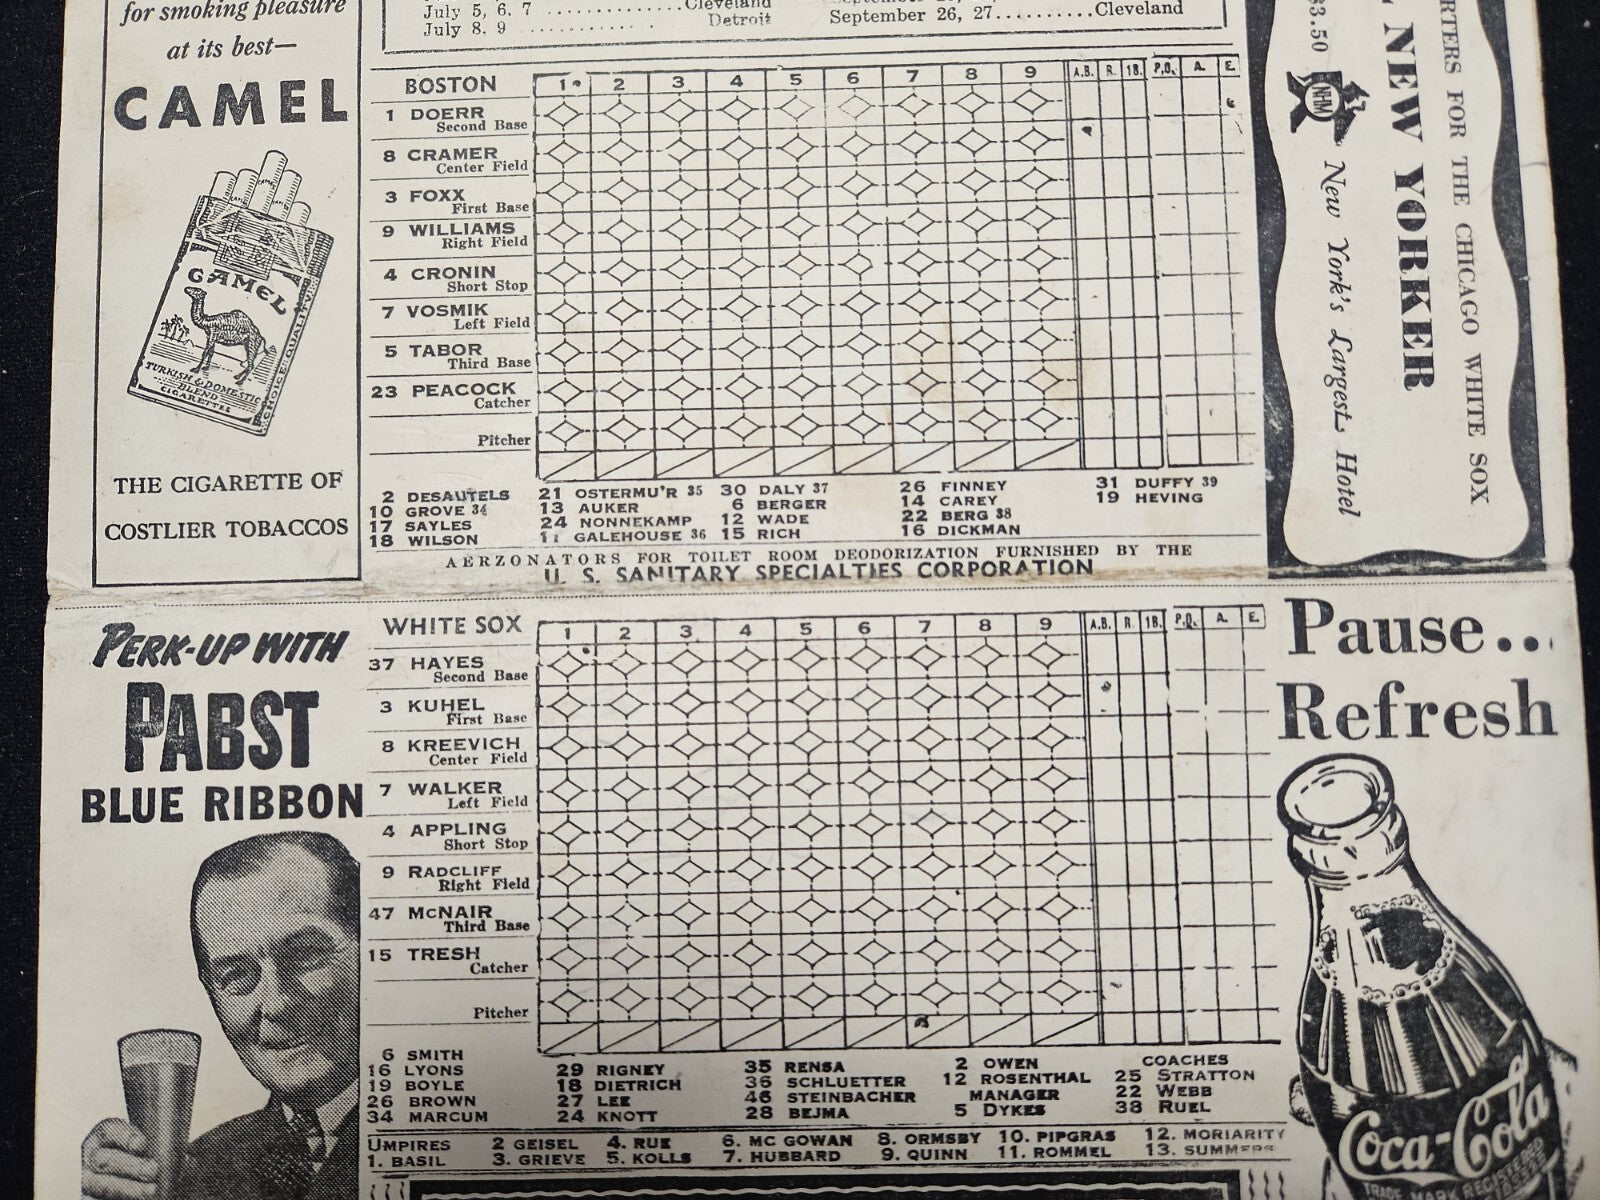 for smoking pleasure
at its best—
CAMEL
CAMEL
TURKISH & DOMESTIC
BLEND
CIGARETTES
CHOICE QUALITY
THE CIGARETTE OF
COSTLIER TOBACCOS
July 5, 6, 7 ..............Cleveland
July 8, 9 .............. Detroit
September 26, 27..........Cleveland
BOSTON 1 2 3 4 5 6 7 8 9 A.B. R. 1B. P.O. A. E.
1 DOERR
Second Base
8 CRAMER
Center Field
3 FOXX
First Base
9 WILLIAMS
Right Field
4 CRONIN
Short Stop
7 VOSMIK
Left Field
5 TABOR
Third Base
23 PEACOCK
Catcher
Pitcher
2 DESAUTELS 21 OSTERMU'R 35 30 DALY 37 26 FINNEY 31 DUFFY 39
10 GROVE 34 13 AUKER 6 BERGER 14 CAREY 19 HEVING
17 SAYLES 24 NONNEKAMP 12 WADE 22 BERG 38
18 WILSON 11 GALEHOUSE 36 15 RICH 16 DICKMAN
AERZONATORS FOR TOILET ROOM DEODORIZATION FURNISHED BY THE
U. S. SANITARY SPECIALTIES CORPORATION
RTERS FOR THE CHICAGO WHITE SOX
NEW YORKER
$3.50
NHM
New York's Largest Hotel
PERK-UP WITH
PABST
BLUE RIBBON
WHITE SOX 1 2 3 4 5 6 7 8 9 A.B. R. 1B. P.O. A. E.
37 HAYES
Second Base
3 KUHEL
First Base
8 KREEVICH
Center Field
7 WALKER
Left Field
4 APPLING
Short Stop
9 RADCLIFF
Right Field
47 McNAIR
Third Base
15 TRESH
Catcher
Pitcher
6 SMITH 35 RENSA 2 OWEN COACHES
16 LYONS 29 RIGNEY 36 SCHLUETTER 12 ROSENTHAL 25 STRATTON
19 BOYLE 18 DIETRICH 46 STEINBACHER MANAGER 22 WEBB
26 BROWN 27 LEE 28 BEJMA 5 DYKES 38 RUEL
34 MARCUM 24 KNOTT
UMPIRES 2 GEISEL 4. RUE 6. MC GOWAN 8. ORMSBY 10. PIPGRAS 12. MORIARITY
1. BASIL 3. GRIEVE 5. KOLLS 7. HUBBARD 9. QUINN 11. ROMMEL 13. SUMMERS
Pause..
Refresh
Coca-Cola